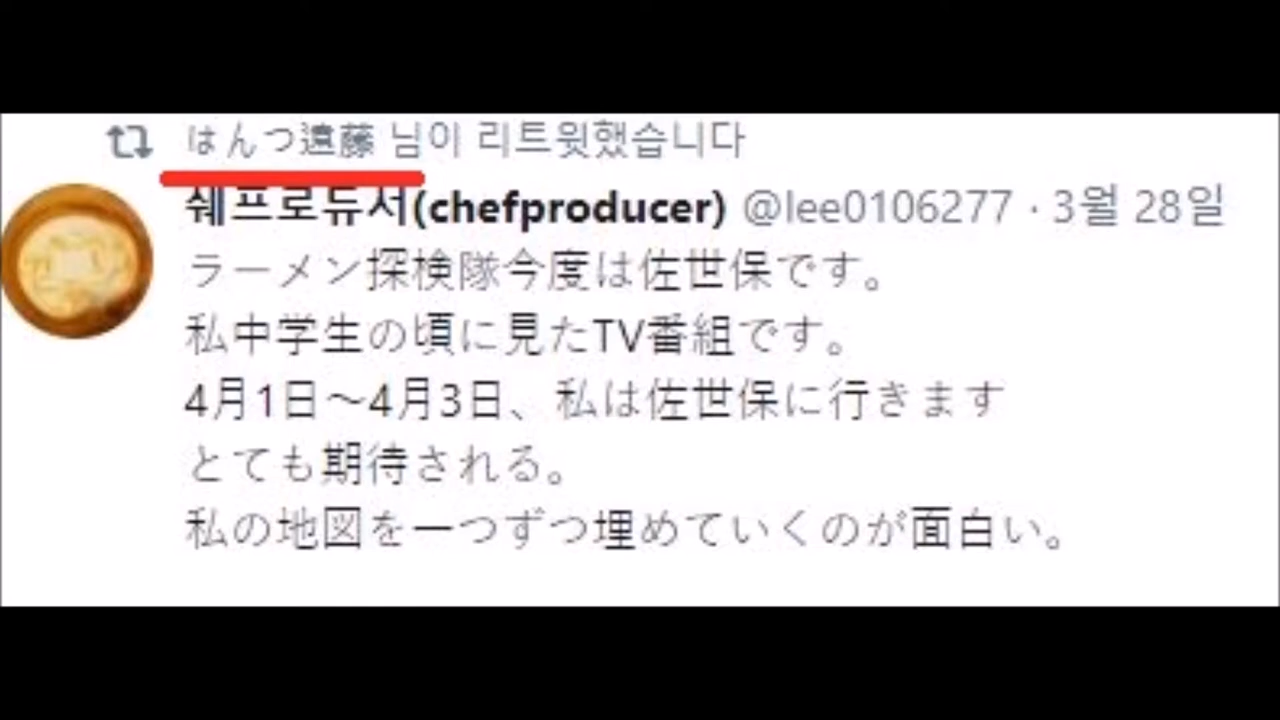 はんつ遠藤 님이 리트윗했습니다
쉐프로듀서(chefproducer) @lee0106277 · 3월 28일
ラーメン探検隊今度は佐世保です。
私中学生の頃に見たTV番組です。
4月1日～4月3日、私は佐世保に行きます
とても期待される。
私の地図を一つずつ埋めていくのが面白い。